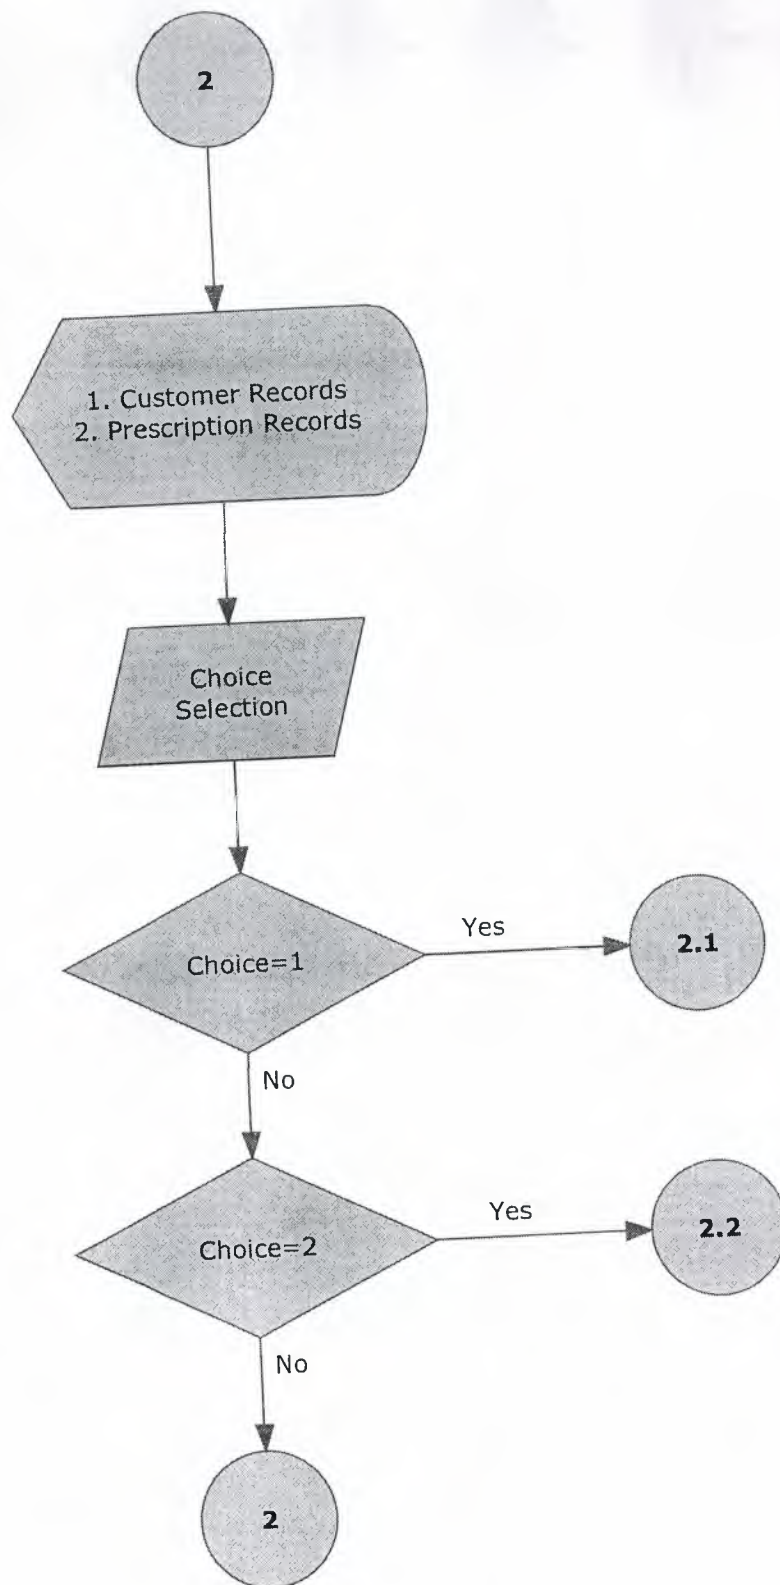 2
1. Customer Records
2. Prescription Records
Choice
Selection
Choice=1
Yes
2.1
No
Choice=2
Yes
2.2
No
2